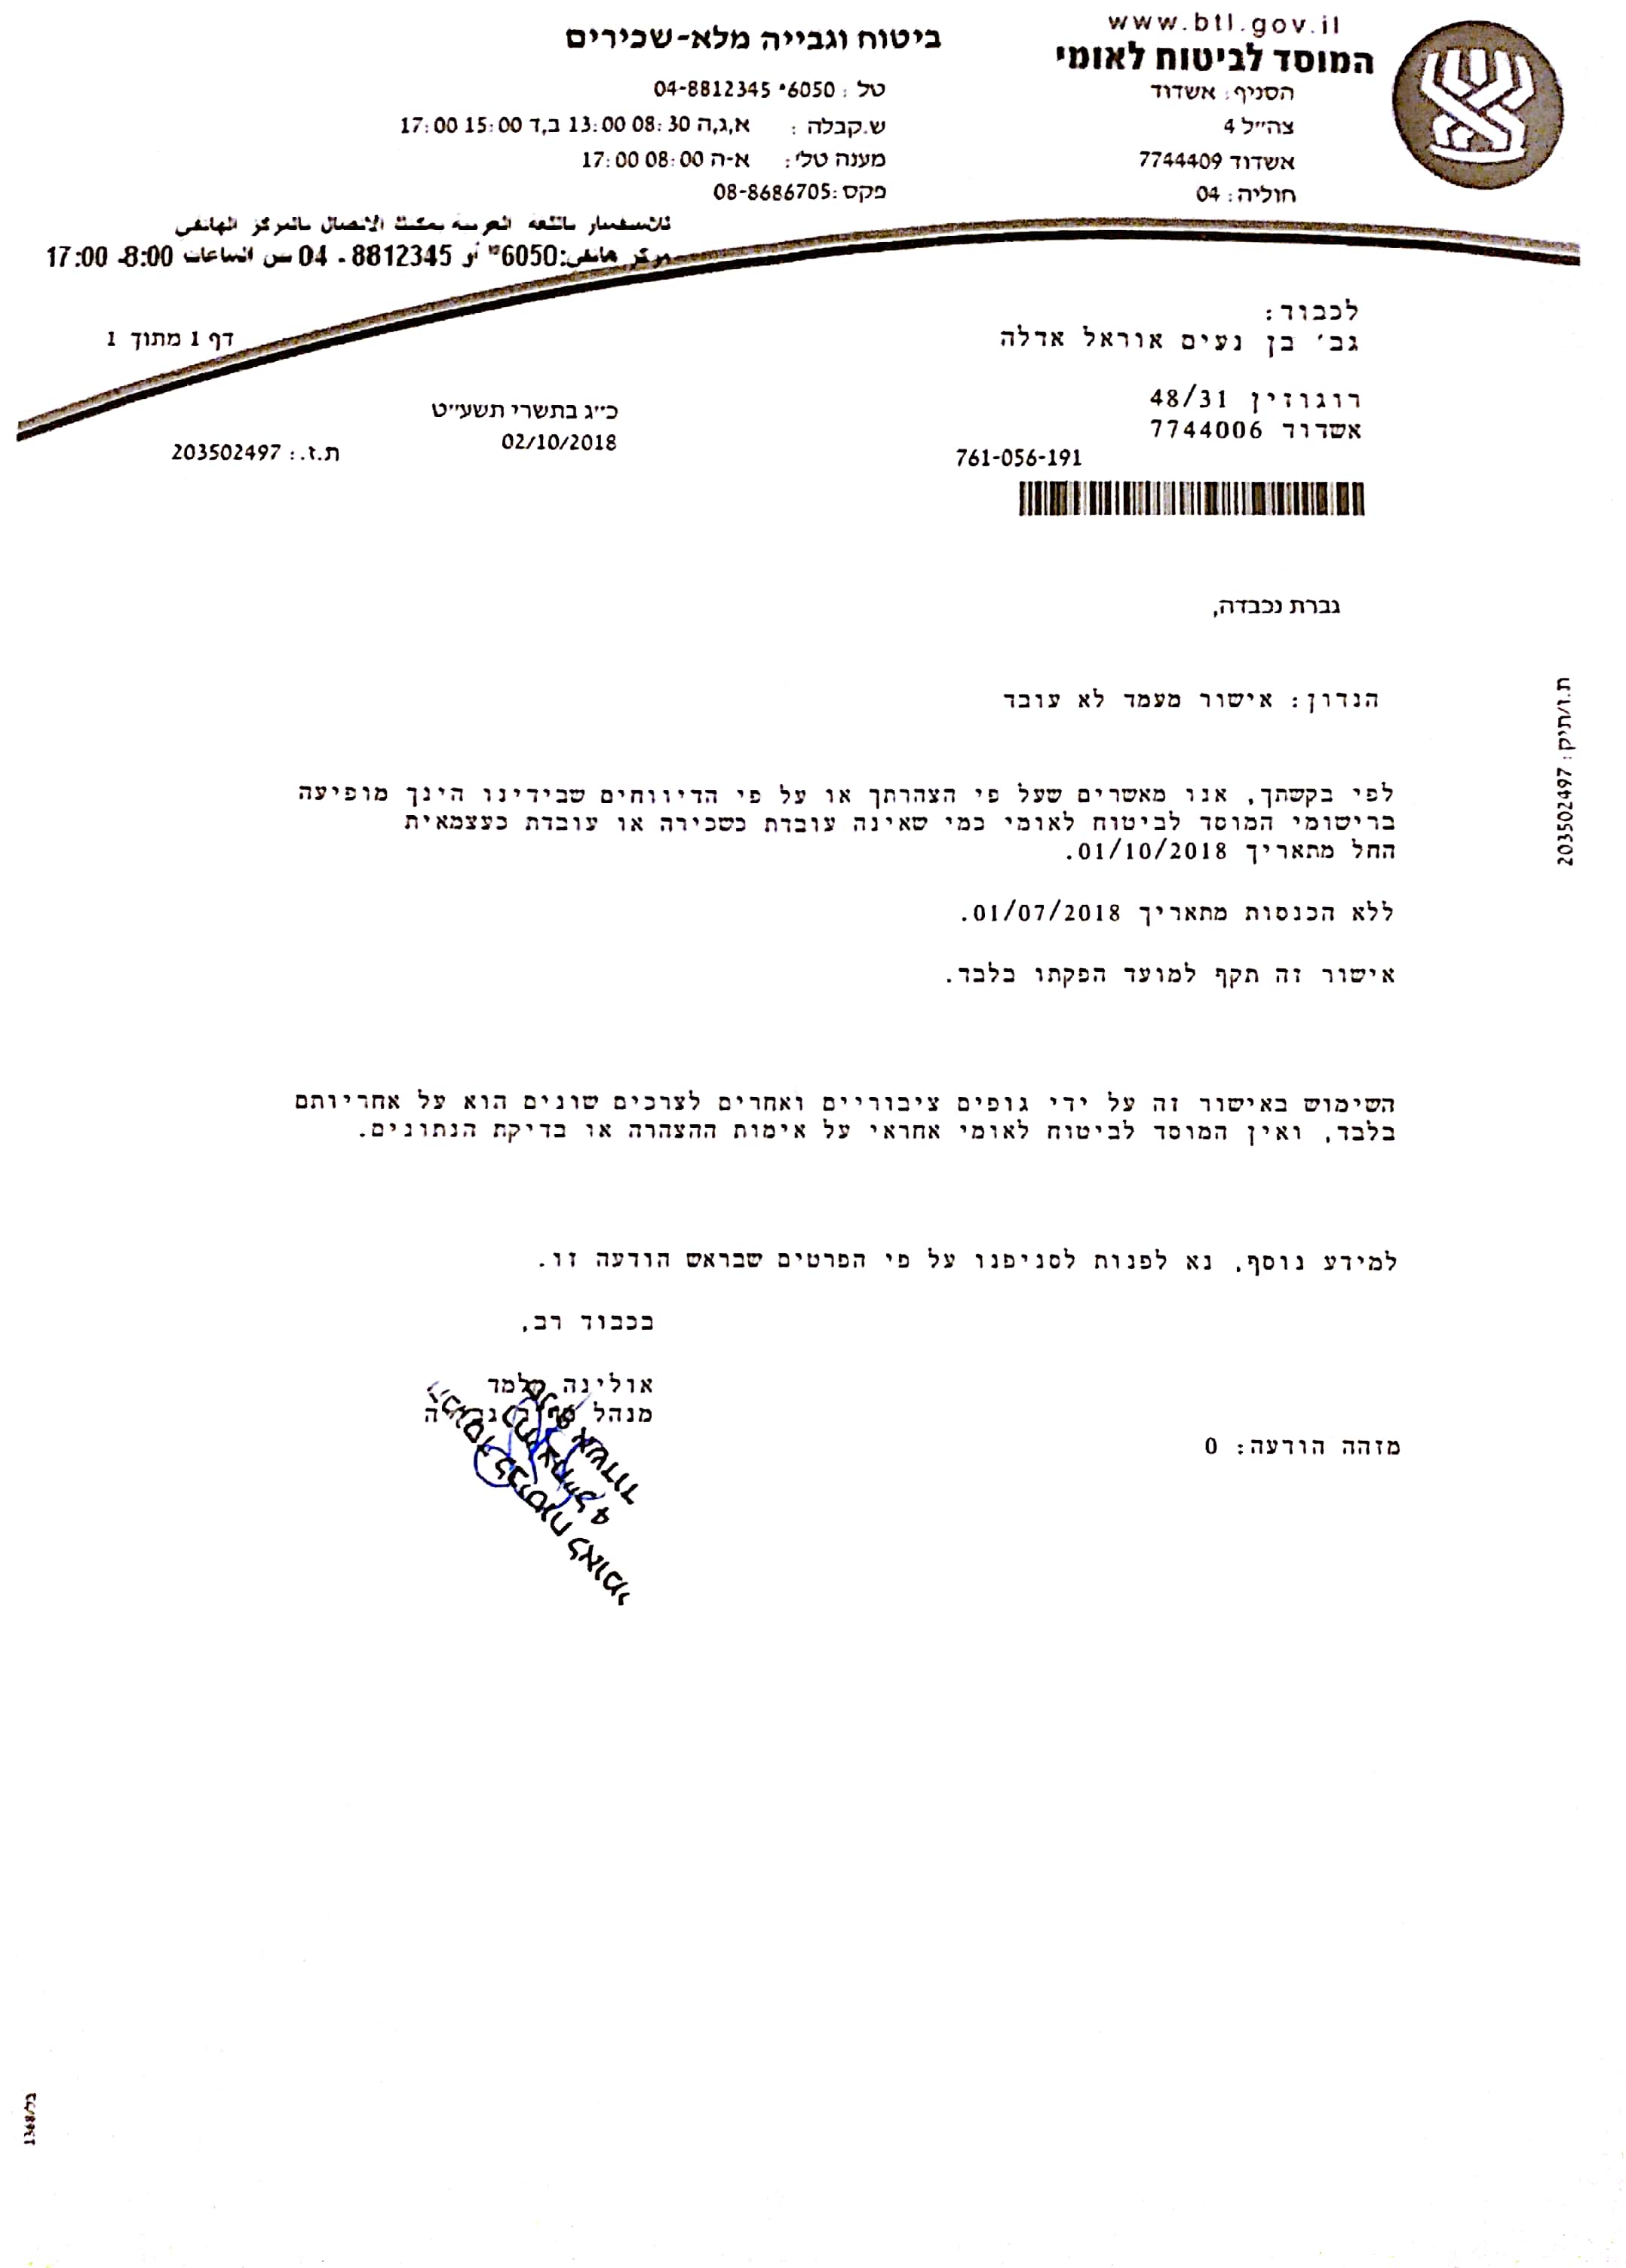 www.btl.gov.il
המוסד לביטוח לאומי
הסניף: אשדוד
צה״ל 4
אשדוד 7744409
חוליה: 04
ביטוח וגבייה מלא-שכירים
טל: 6050* 04-8812345
ש.קבלה: א,ג,ה 08:30 13:00 ב,ד 15:00 17:00
מענה טלי: א-ה 08:00 17:00
פקס: 08-8686705
للاستفسار باللغة العربية يمكنك الاتصال بالمركز الهاتفي
مركز هاتفي:6050* أو 8812345 - 04 بين الساعات 8:00- 17:00
דף 1 מתוך 1
לכבוד:
גב׳ בן נעים אוראל אדלה
רוגוזין 48/31
אשדוד 7744006
761-056-191
כ״ג בתשרי תשע״ט
02/10/2018
ת.ז.: 203502497
גברת נכבדה,
ת.ז/תיק: 203502497
הנדון: אישור מעמד לא עובד
לפי בקשתך, אנו מאשרים שעל פי הצהרתך או על פי הדיווחים שבידינו הינך מופיעה
ברישומי המוסד לביטוח לאומי כמי שאינה עובדת כשכירה או עובדת כעצמאית
החל מתאריך 01/10/2018.
ללא הכנסות מתאריך 01/07/2018.
אישור זה תקף למועד הפקתו בלבד.
השימוש באישור זה על ידי גופים ציבוריים ואחרים לצרכים שונים הוא על אחריותם
בלבד, ואין המוסד לביטוח לאומי אחראי על אימות ההצהרה או בדיקת הנתונים.
למידע נוסף, נא לפנות לסניפנו על פי הפרטים שבראש הודעה זו.
בכבוד רב,
אולינה
מנהל
סניף אשדוד
4
המוסד לביטוח לאומי
מזהה הודעה: 0
בל/1368